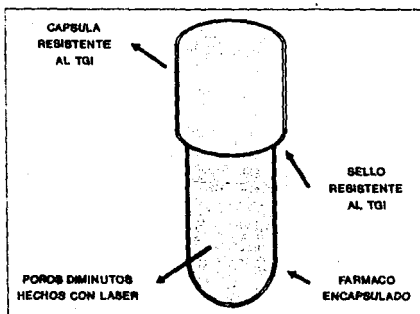 CAPSULA
RESISTENTE
AL TGI
SELLO
RESISTENTE
AL TGI
POROS DIMINUTOS
HECHOS CON LASER
FARMACO
ENCAPSULADO